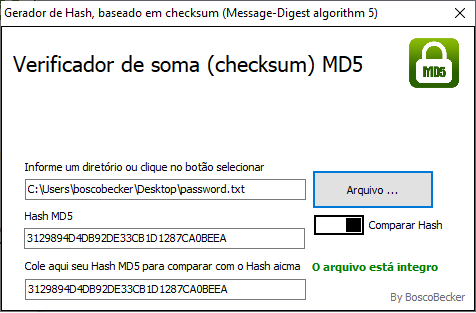 Gerador de Hash, baseado em checksum (Message-Digest algorithm 5)
Verificador de soma (checksum) MD5
MD5
Informe um diretório ou clique no botão selecionar
C:\Users\boscobecker\Desktop\password.txt
Arquivo ...
Hash MD5
3129894D4DB92DE33CB1D1287CA0BEEA
Comparar Hash
Cole aqui seu Hash MD5 para comparar com o Hash aicma
O arquivo está integro
3129894D4DB92DE33CB1D1287CA0BEEA
By BoscoBecker